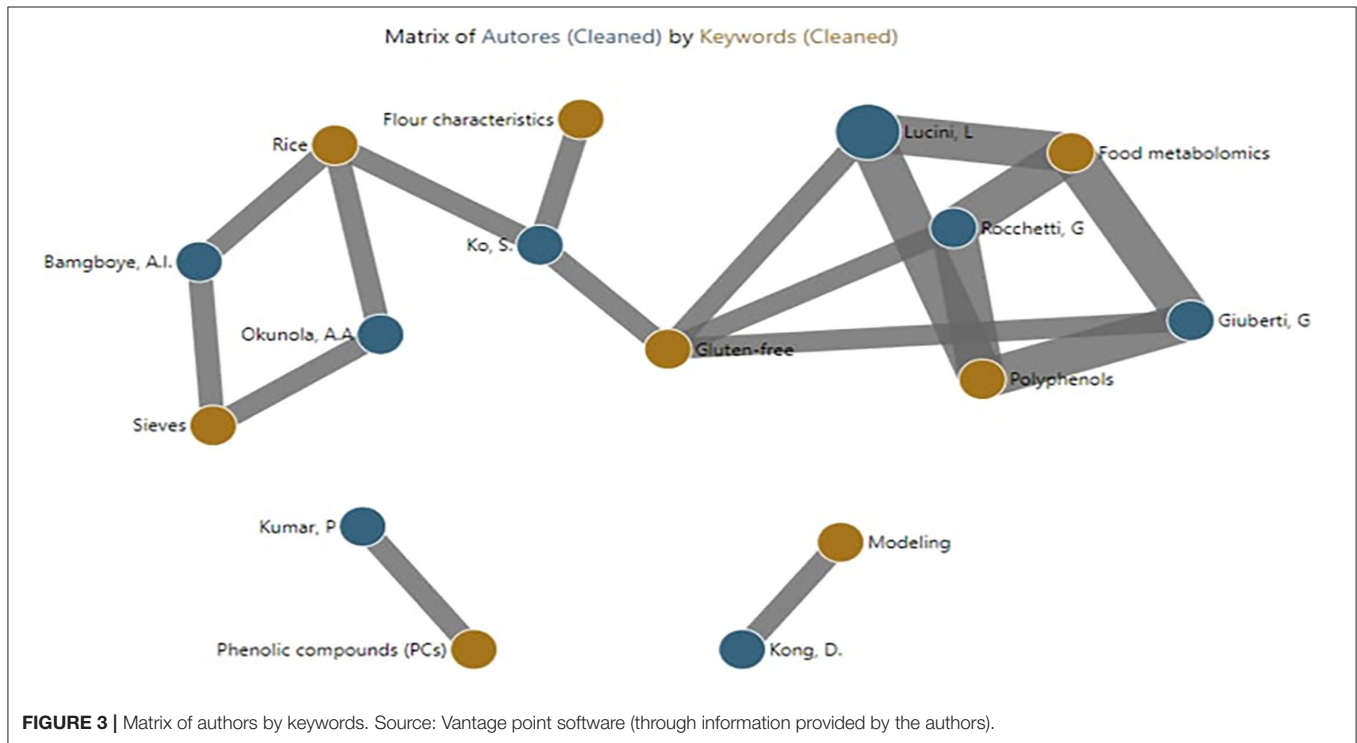 Matrix of Autores (Cleaned) by Keywords (Cleaned)
Flour characteristics
Lucini, L
Rice
Food metabolomics
Rocchetti, G
Ko, S.
Bamgboye, A.I.
Giuberti, G
Okunola, A.A
Gluten-free
Polyphenols
Sieves
Kumar, P
Modeling
Phenolic compounds (PCs)
Kong, D.
FIGURE 3 | Matrix of authors by keywords. Source: Vantage point software (through information provided by the authors).